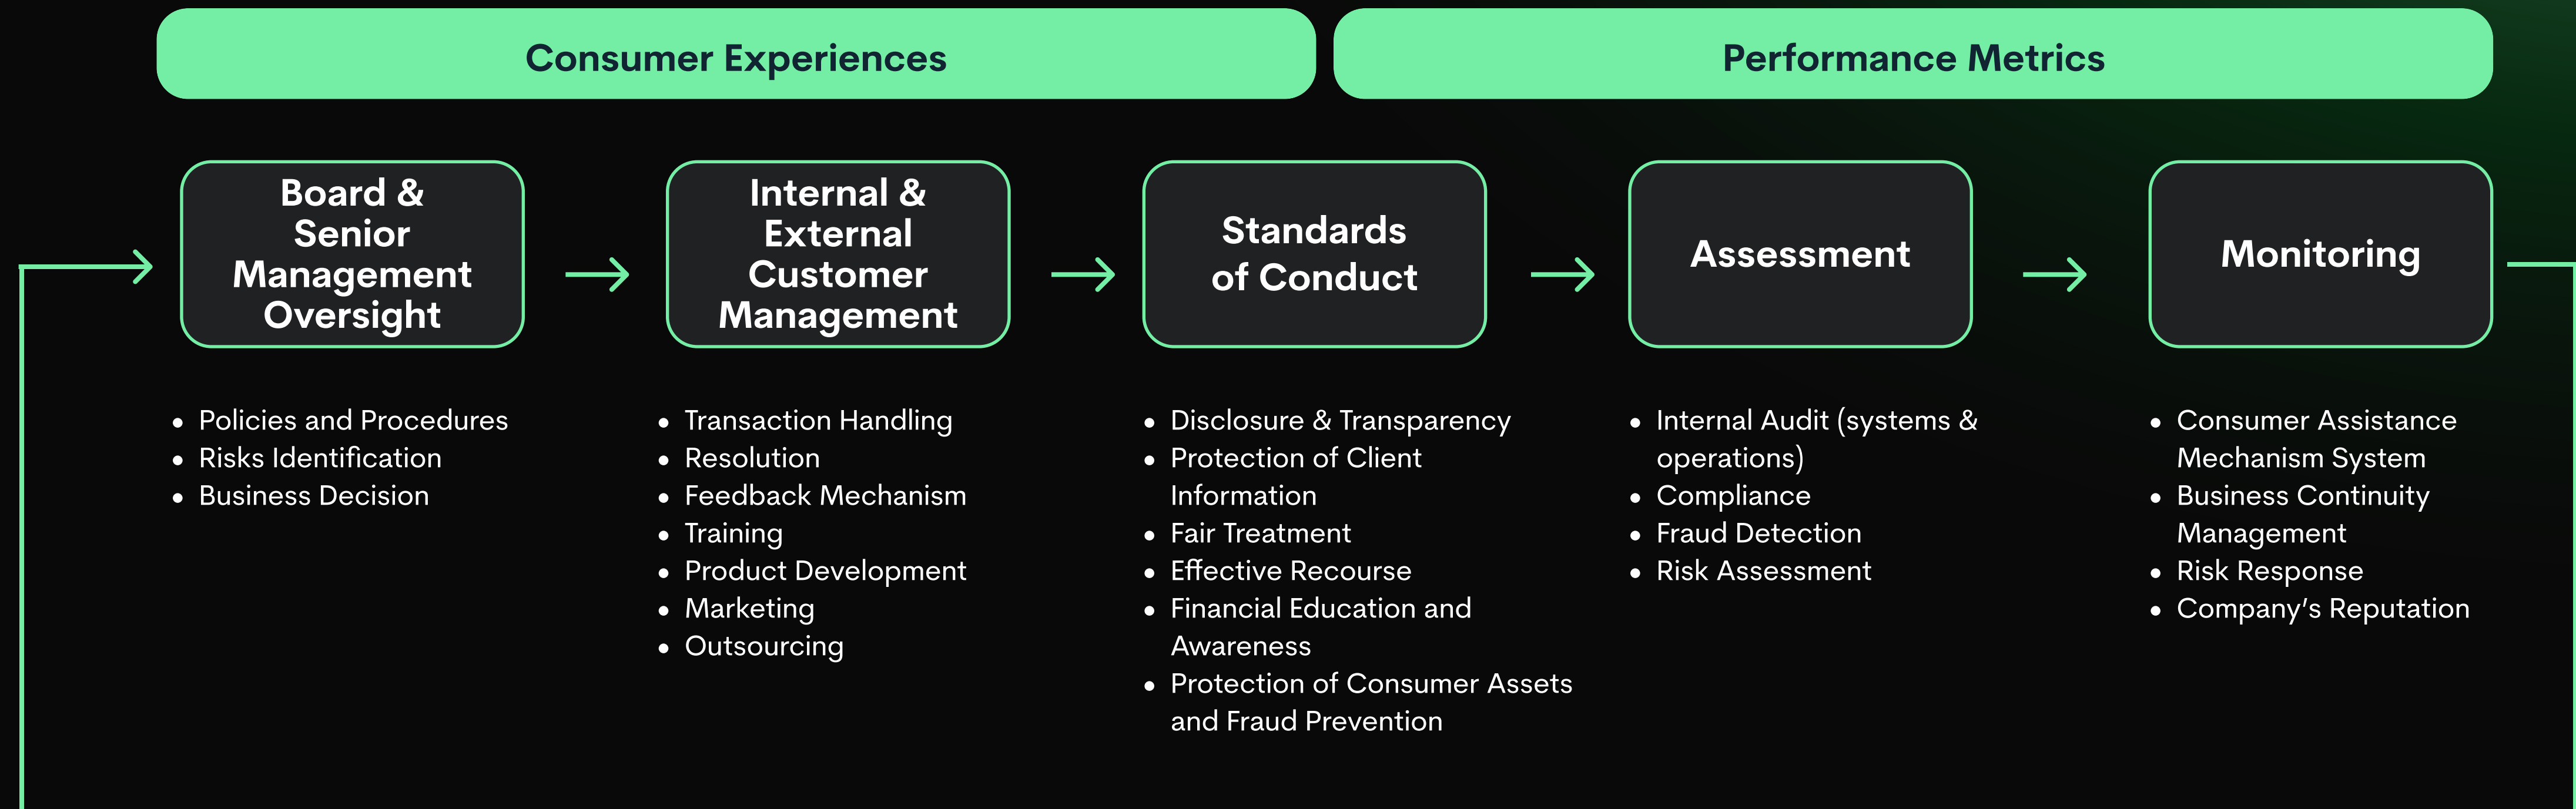 Consumer Experiences
Performance Metrics
Board &
Senior
Management
Oversight
Internal &
External
Customer
Management
Standards
of Conduct
Assessment
Monitoring
• Policies and Procedures
• Risks Identification
• Business Decision
• Transaction Handling
• Resolution
• Feedback Mechanism
• Training
• Product Development
• Marketing
• Outsourcing
• Disclosure & Transparency
• Protection of Client
Information
• Fair Treatment
• Effective Recourse
• Financial Education and
Awareness
• Protection of Consumer Assets
and Fraud Prevention
• Internal Audit (systems &
operations)
• Compliance
• Fraud Detection
• Risk Assessment
• Consumer Assistance
Mechanism System
• Business Continuity
Management
• Risk Response
• Company’s Reputation